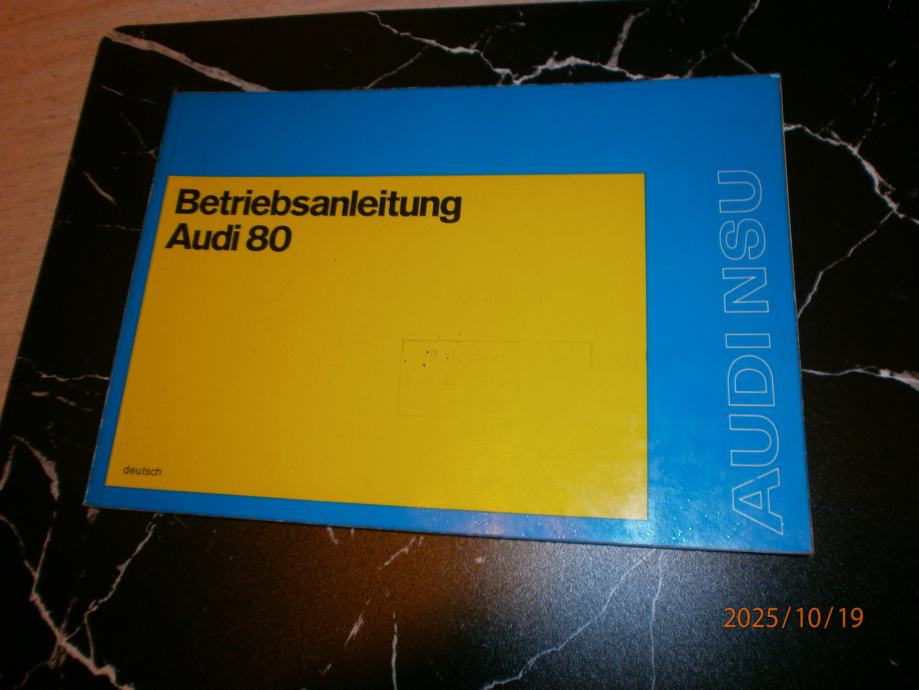 Betriebsanleitung
Audi 80
deutsch
AUDI NSU
2025/10/19